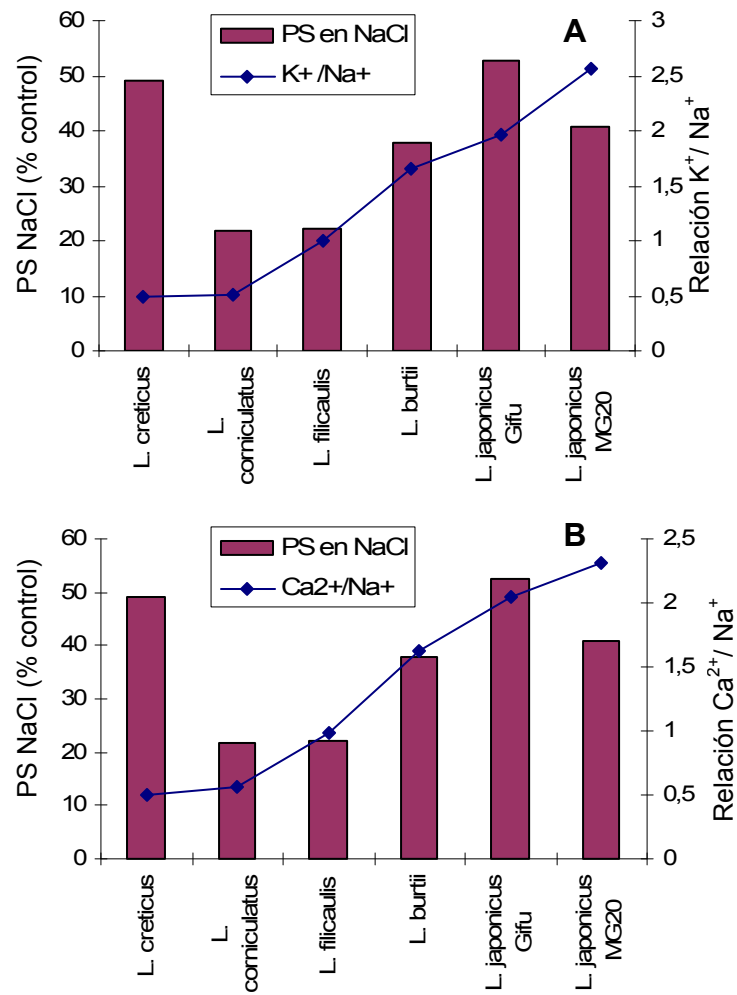 A
PS en NaCl
K+ /Na+
60
50
40
30
20
10
0
PS NaCl (% control)
3
2,5
2
1,5
1
0,5
0
Relación K⁺/ Na⁺
L. creticus
L.
corniculatus
L. filicaulis
L. burtii
L. japonicus
Gifu
L. japonicus
MG20
B
PS en NaCl
Ca2+/Na+
60
50
40
30
20
10
0
PS NaCl (% control)
2,5
2
1,5
1
0,5
0
Relación Ca²⁺/ Na⁺
L. creticus
L.
corniculatus
L. filicaulis
L. burtii
L. japonicus
Gifu
L. japonicus
MG20